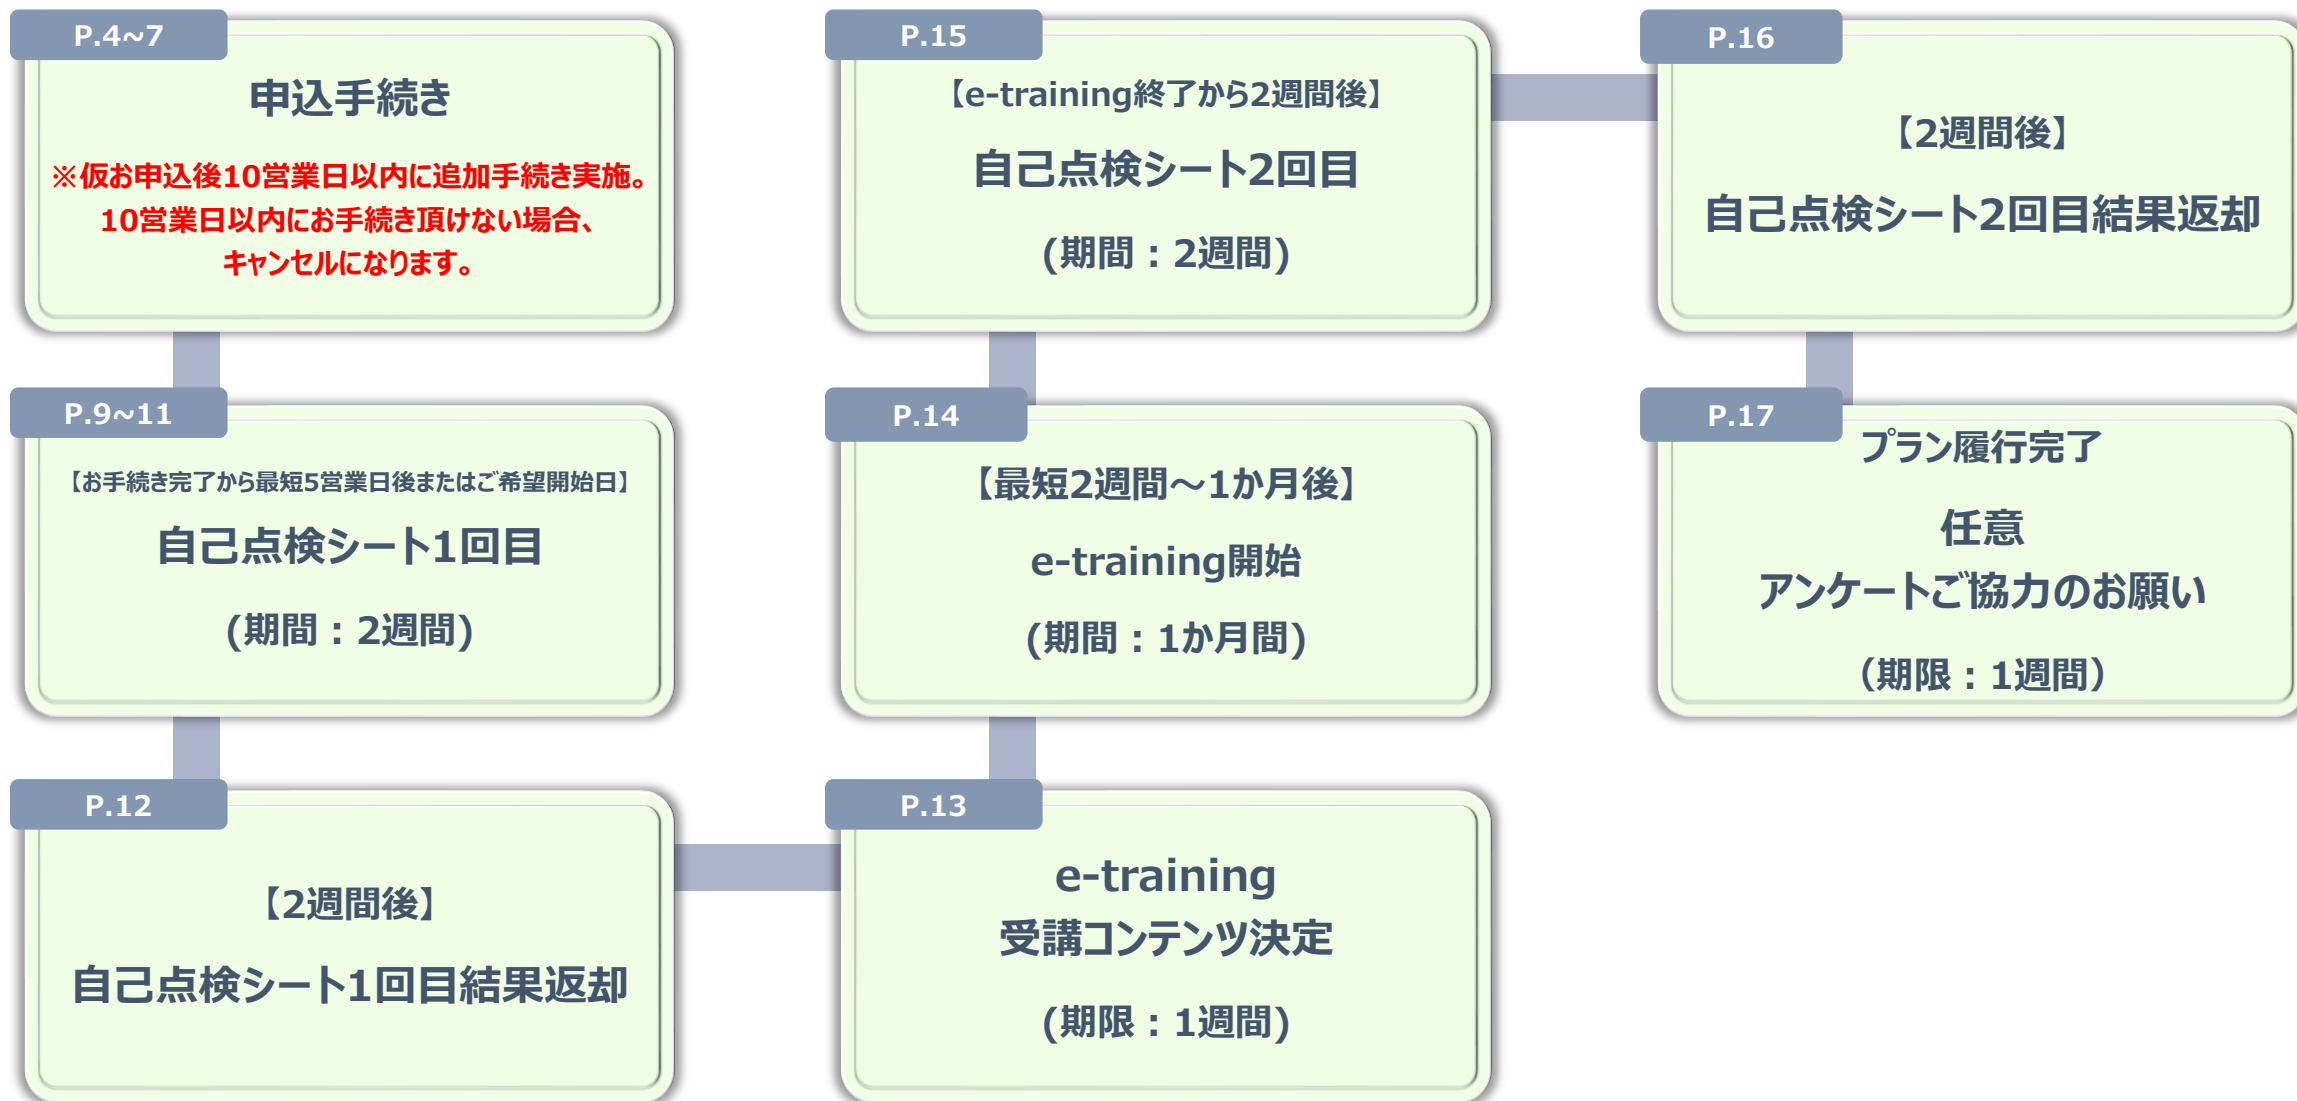 P.4~7
申込手続き
※仮お申込後10営業日以内に追加手続き実施。
10営業日以内にお手続き頂けない場合、
キャンセルになります。
P.9~11
【お手続き完了から最短5営業日後またはご希望開始日】
自己点検シート1回目
(期間：2週間)
P.12
【2週間後】
自己点検シート1回目結果返却
P.13
e-training
受講コンテンツ決定
(期限：1週間)
P.14
【最短2週間～1か月後】
e-training開始
(期間：1か月間)
P.15
【e-training終了から2週間後】
自己点検シート2回目
(期間：2週間)
P.16
【2週間後】
自己点検シート2回目結果返却
P.17
プラン履行完了
任意
アンケートご協力のお願い
（期限：1週間）